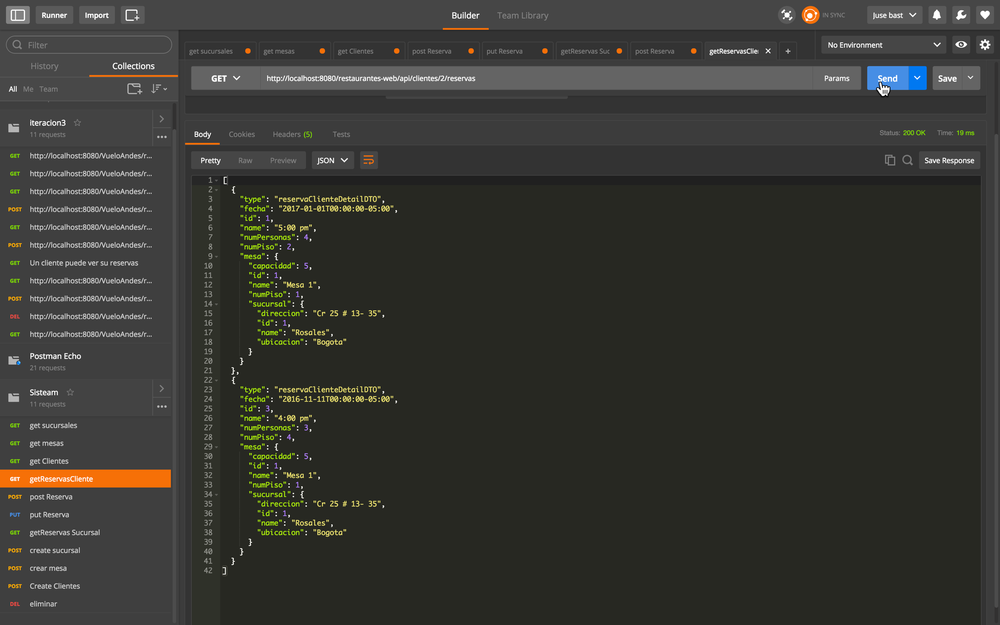 Runner
Import
Builder
Team Library
IN SYNC
Juse bast
Filter
History
Collections
All
Me
Team
iteracion3
11 requests
GET http://localhost:8080/VueloAndes/r...
GET http://localhost:8080/VueloAndes/r...
GET http://localhost:8080/VueloAndes/r...
POST http://localhost:8080/VueloAndes/r...
GET http://localhost:8080/VueloAndes/r...
POST http://localhost:8080/VueloAndes/r...
GET Un cliente puede ver su reservas
GET http://localhost:8080/VueloAndes/r...
POST http://localhost:8080/VueloAndes/r...
DEL http://localhost:8080/VueloAndes/r...
GET http://localhost:8080/VueloAndes/r...
Postman Echo
21 requests
Sisteam
11 requests
GET get sucursales
GET get mesas
GET get Clientes
GET getReservasCliente
POST post Reserva
PUT put Reserva
GET getReservas Sucursal
POST create sucursal
POST crear mesa
POST Create Clientes
DEL eliminar
get sucursales
get mesas
get Clientes
post Reserva
put Reserva
getReservas Suc
post Reserva
getReservasClie
No Environment
GET
http://localhost:8080/restaurantes-web/api/clientes/2/reservas
Params
Send
Save
Body
Cookies
Headers (5)
Tests
Status: 200 OK
Time: 19 ms
Pretty
Raw
Preview
JSON
Save Response
1 [
2 {
3 "type": "reservaClienteDetailDTO",
4 "fecha": "2017-01-01T00:00:00-05:00",
5 "id": 1,
6 "name": "5:00 pm",
7 "numPersonas": 4,
8 "numPiso": 2,
9 "mesa": {
10 "capacidad": 5,
11 "id": 1,
12 "name": "Mesa 1",
13 "numPiso": 1,
14 "sucursal": {
15 "direccion": "Cr 25 # 13- 35",
16 "id": 1,
17 "name": "Rosales",
18 "ubicacion": "Bogota"
19 }
20 }
21 },
22 {
23 "type": "reservaClienteDetailDTO",
24 "fecha": "2016-11-11T00:00:00-05:00",
25 "id": 3,
26 "name": "4:00 pm",
27 "numPersonas": 3,
28 "numPiso": 4,
29 "mesa": {
30 "capacidad": 5,
31 "id": 1,
32 "name": "Mesa 1",
33 "numPiso": 1,
34 "sucursal": {
35 "direccion": "Cr 25 # 13- 35",
36 "id": 1,
37 "name": "Rosales",
38 "ubicacion": "Bogota"
39 }
40 }
41 }
42 ]